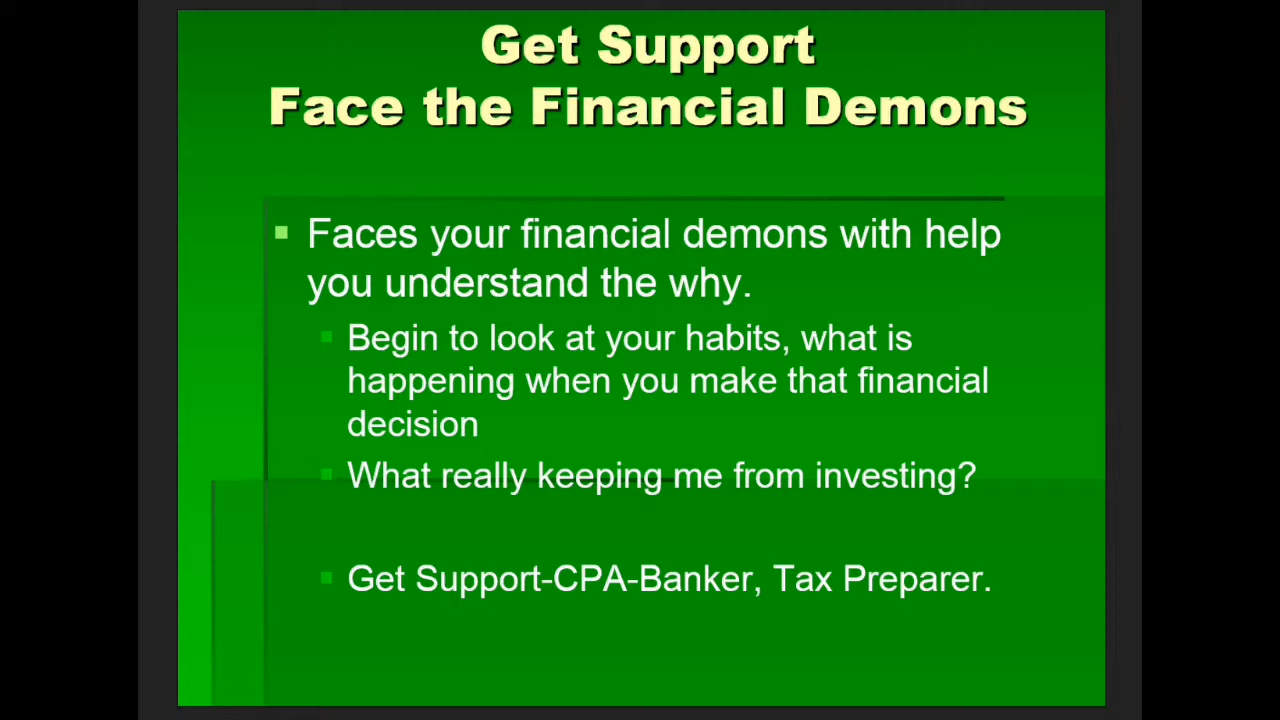 Get Support
Face the Financial Demons
Faces your financial demons with help
you understand the why.
Begin to look at your habits, what is
happening when you make that financial
decision
What really keeping me from investing?
Get Support-CPA-Banker, Tax Preparer.